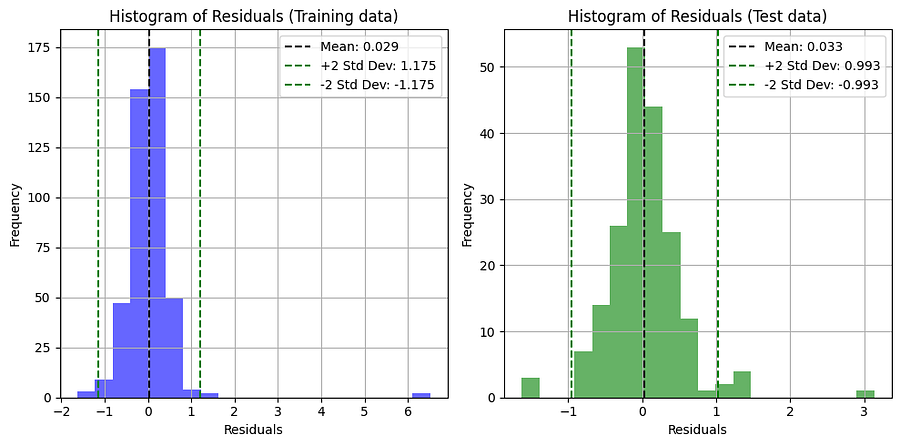 Histogram of Residuals (Training data)
175
150
125
100
75
50
25
0
Frequency
−2
−1
0
1
2
3
4
5
6
Residuals
Mean: 0.029
+2 Std Dev: 1.175
-2 Std Dev: -1.175
Histogram of Residuals (Test data)
50
40
30
20
10
0
Frequency
−1
0
1
2
3
Residuals
Mean: 0.033
+2 Std Dev: 0.993
-2 Std Dev: -0.993